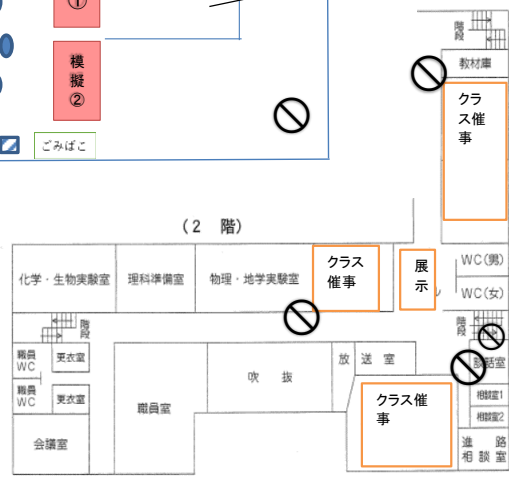 ①
模
擬
②
ごみばこ
階
段
教材庫
クラ
ス催
事
(2 階)
化学・生物実験室
理科準備室
物理・地学実験室
クラス
催事
展
示
WC(男)
WC(女)
階
段
階
段
職員
WC
更衣室
職員
WC
更衣室
会議室
職員室
吹 抜
放 送 室
クラス催
事
談話室
相談室1
相談室2
進 路
相 談 室